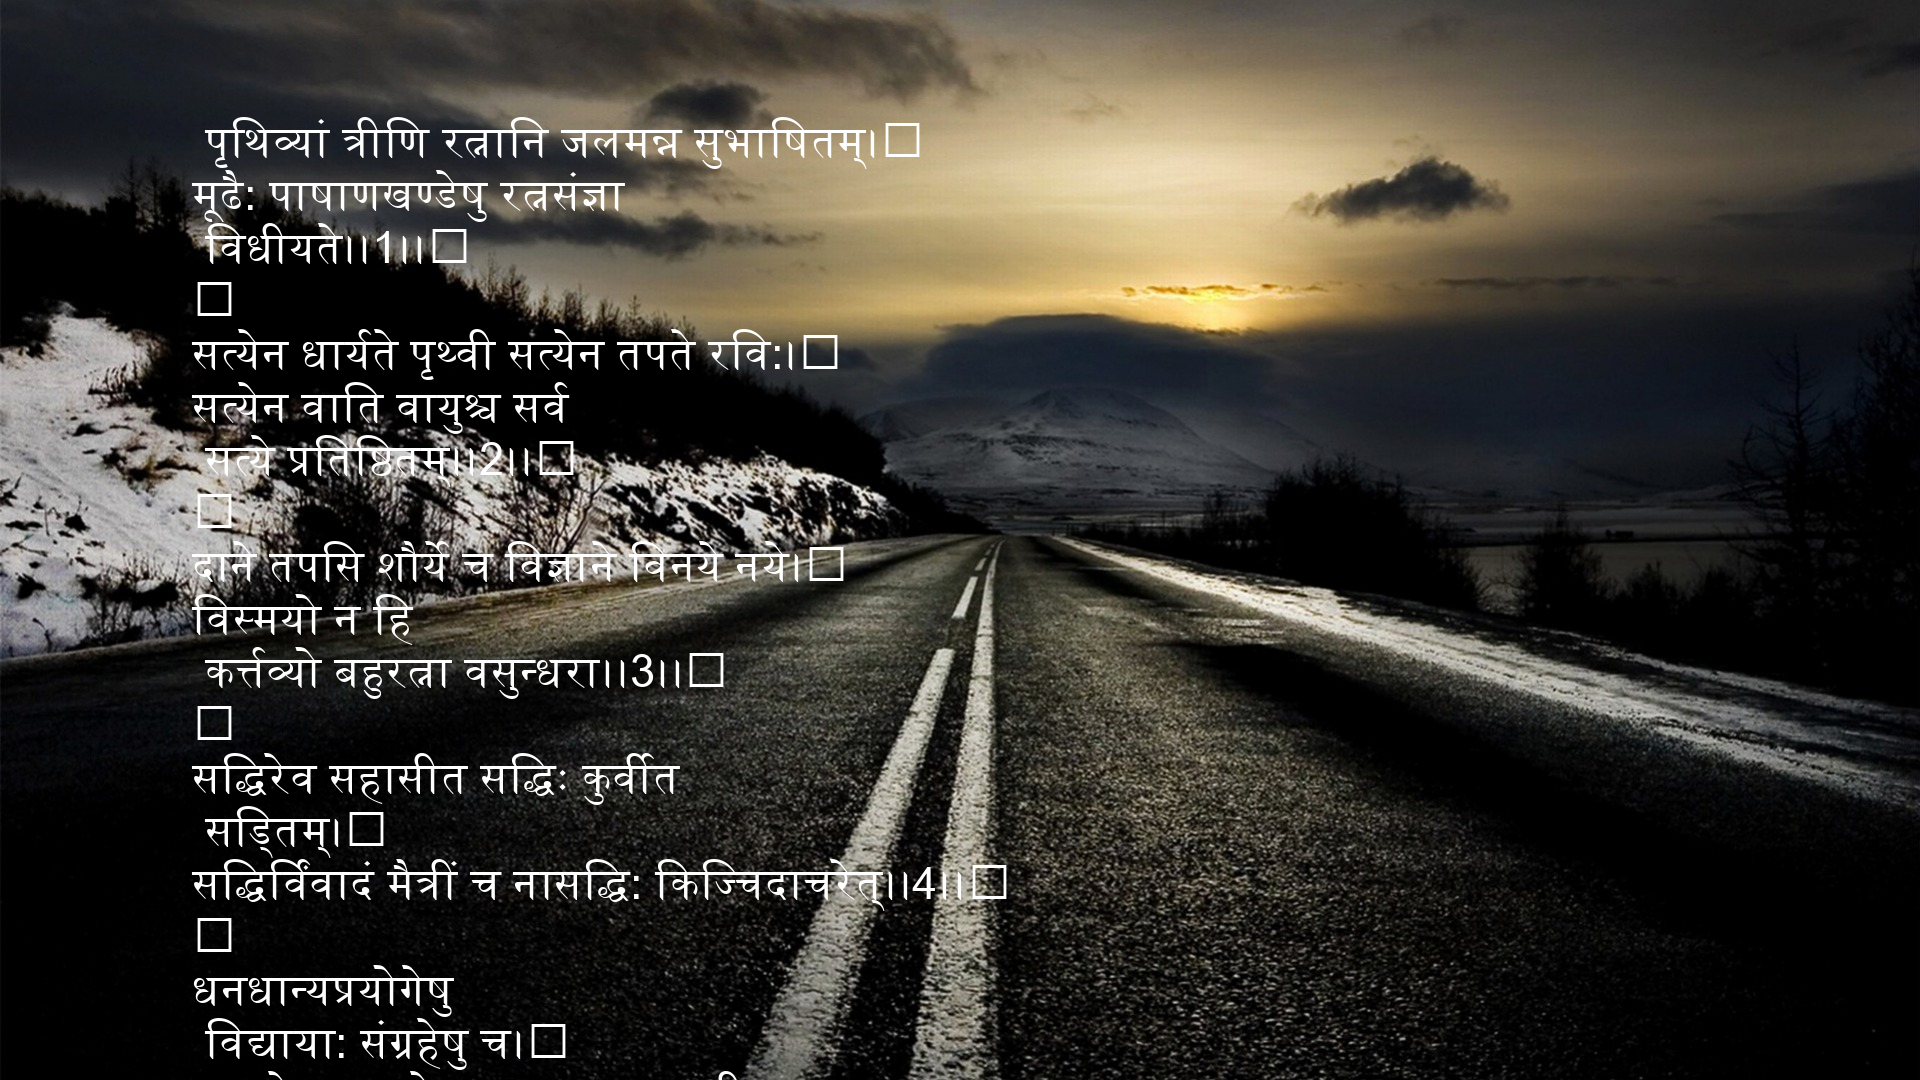 पृथिव्यां त्रीणि रत्नानि जलमन्न सुभाषितम्।
मूढै: पाषाणखण्डेषु रत्नसंज्ञा
विधीयते।।1।।
सत्येन धार्यते पृथ्वी सत्येन तपते रवि:।
सत्येन वाति वायुश्च सर्व
सत्ये प्रतिष्ठितम्।।2।।
दाने तपसि शौर्ये च विज्ञाने विनये नये।
विस्मयो न हि
कर्त्तव्यो बहुरत्ना वसुन्धरा।।3।।
सद्भिरेव सहासीत सद्भिः कुर्वीत
सङ्तिम्।
सद्भिर्विवादं मैत्रीं च नासद्भि: किञ्चिदाचरेत्।।4।।
धनधान्यप्रयोगेषु
विद्याया: संग्रहेषु च।